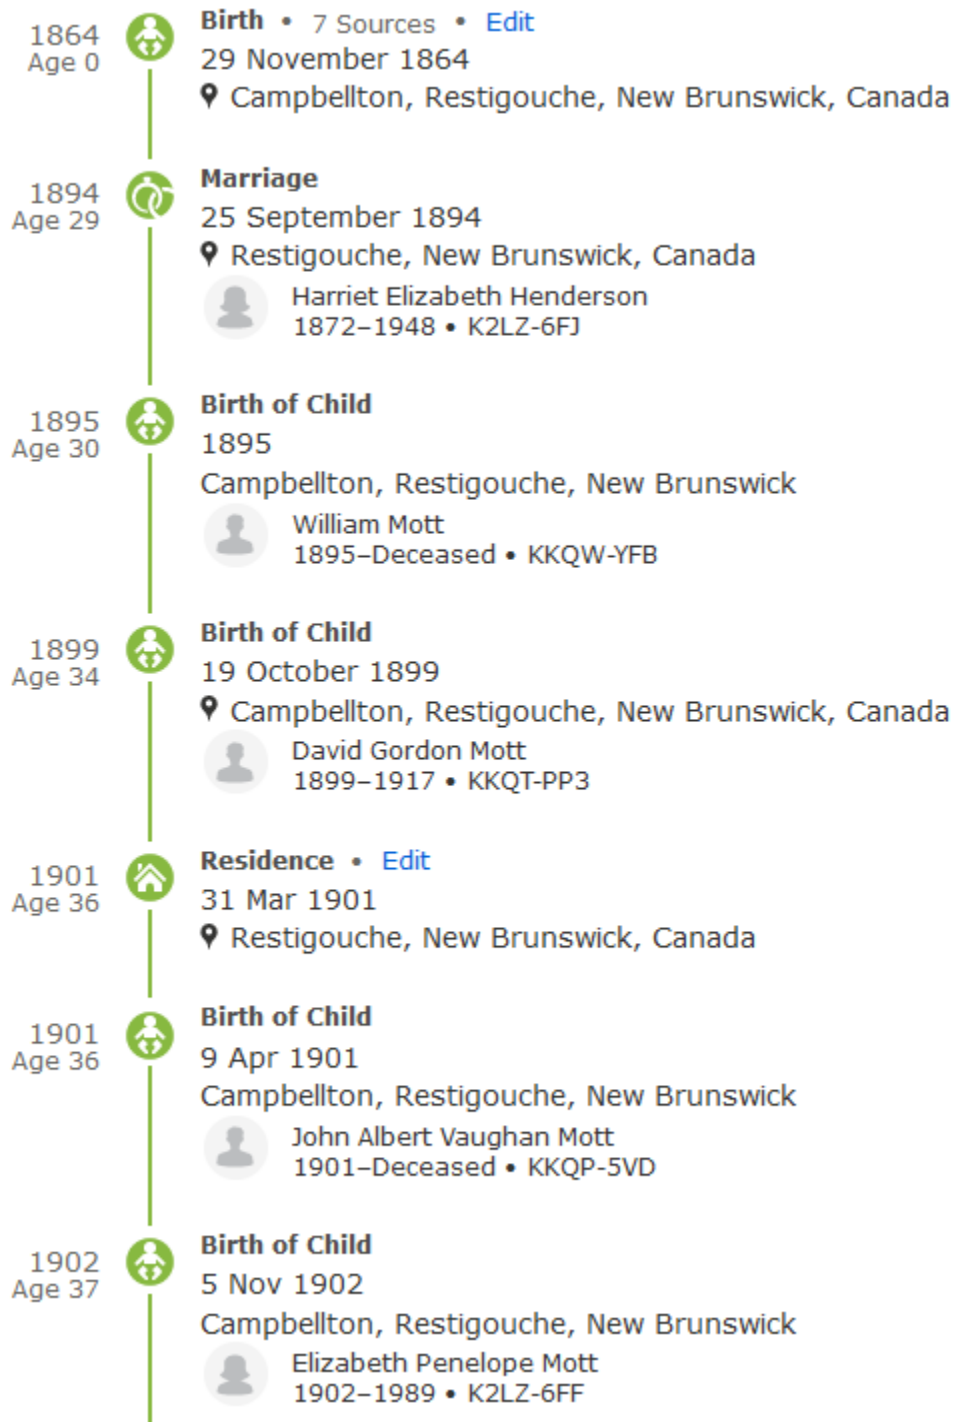 1864
Age 0
Birth • 7 Sources • Edit
29 November 1864
Campbellton, Restigouche, New Brunswick, Canada
1894
Age 29
Marriage
25 September 1894
Restigouche, New Brunswick, Canada
Harriet Elizabeth Henderson
1872–1948 • K2LZ-6FJ
1895
Age 30
Birth of Child
1895
Campbellton, Restigouche, New Brunswick
William Mott
1895–Deceased • KKQW-YFB
1899
Age 34
Birth of Child
19 October 1899
Campbellton, Restigouche, New Brunswick, Canada
David Gordon Mott
1899–1917 • KKQT-PP3
1901
Age 36
Residence • Edit
31 Mar 1901
Restigouche, New Brunswick, Canada
1901
Age 36
Birth of Child
9 Apr 1901
Campbellton, Restigouche, New Brunswick
John Albert Vaughan Mott
1901–Deceased • KKQP-5VD
1902
Age 37
Birth of Child
5 Nov 1902
Campbellton, Restigouche, New Brunswick
Elizabeth Penelope Mott
1902–1989 • K2LZ-6FF